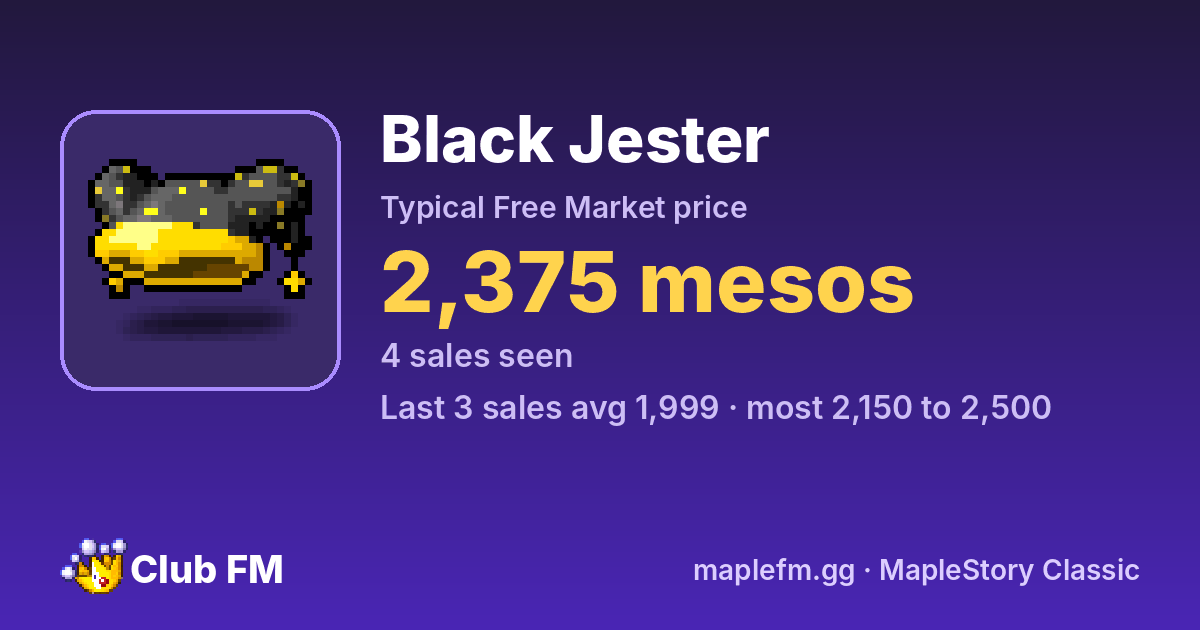 Black Jester
Typical Free Market price
2,375 mesos
4 sales seen
Last 3 sales avg 1,999 · most 2,150 to 2,500
Club FM
maplefm.gg · MapleStory Classic